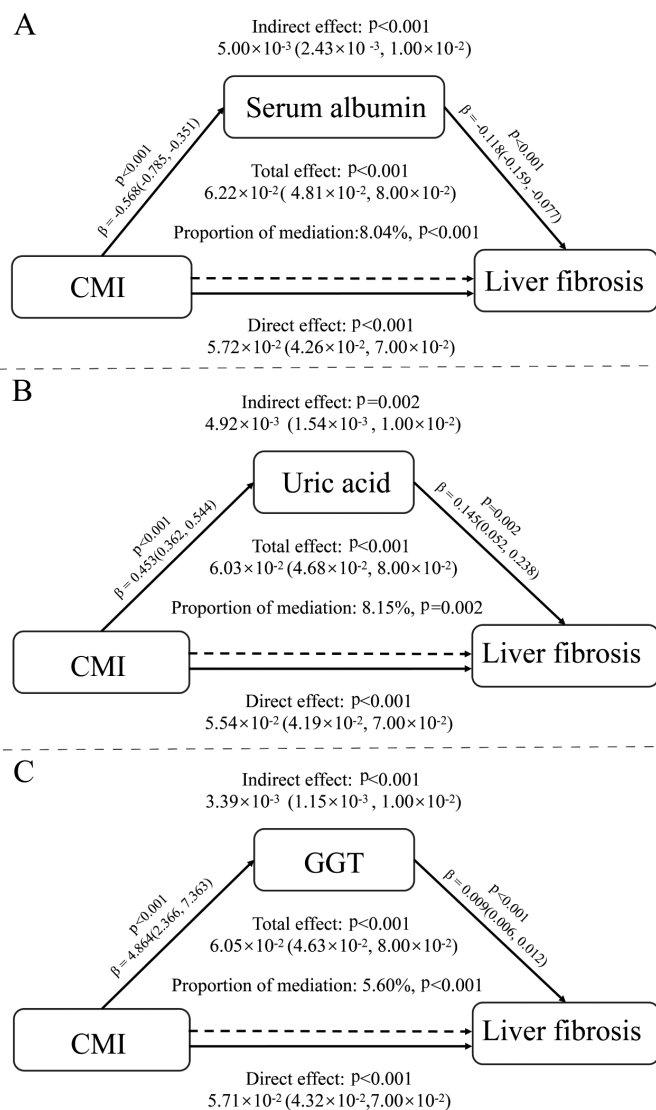 A
Indirect effect: p<0.001
5.00×10⁻³ (2.43×10 ⁻³, 1.00×10⁻²)
Serum albumin
p<0.001
β = -0.568(-0.785, -0.351)
p<0.001
β = -0.118(-0.159, -0.077)
Total effect: p<0.001
6.22×10⁻² ( 4.81×10⁻², 8.00×10⁻²)
Proportion of mediation:8.04%, p<0.001
CMI
Liver fibrosis
Direct effect: p<0.001
5.72×10⁻² (4.26×10⁻², 7.00×10⁻²)
B
Indirect effect: p=0.002
4.92×10⁻³ (1.54×10⁻³ , 1.00×10⁻²)
Uric acid
p<0.001
β = 0.453(0.362, 0.544)
p=0.002
β = 0.145(0.052, 0.238)
Total effect: p<0.001
6.03×10⁻² (4.68×10⁻², 8.00×10⁻²)
Proportion of mediation: 8.15%, p=0.002
CMI
Liver fibrosis
Direct effect: p<0.001
5.54×10⁻² (4.19×10⁻², 7.00×10⁻²)
C
Indirect effect: p<0.001
3.39×10⁻³ (1.15×10⁻³ , 1.00×10⁻²)
GGT
p<0.001
β = 4.864(2.366, 7.363)
p<0.001
β = 0.009(0.006, 0.012)
Total effect: p<0.001
6.05×10⁻² (4.63×10⁻², 8.00×10⁻²)
Proportion of mediation: 5.60%, p<0.001
CMI
Liver fibrosis
Direct effect: p<0.001
5.71×10⁻² (4.32×10⁻²,7.00×10⁻²)